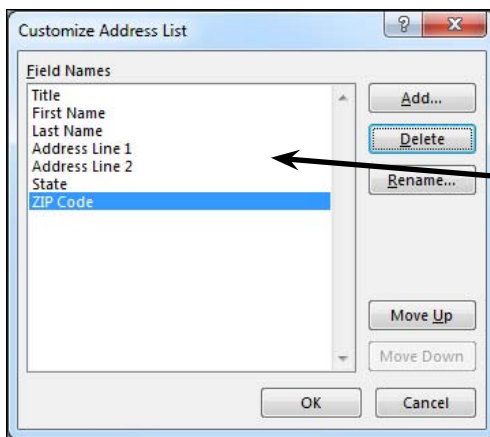 Customize Address List
?
Field Names
Title
First Name
Last Name
Address Line 1
Address Line 2
State
ZIP Code
Add...
Delete
Rename...
Move Up
Move Down
OK
Cancel